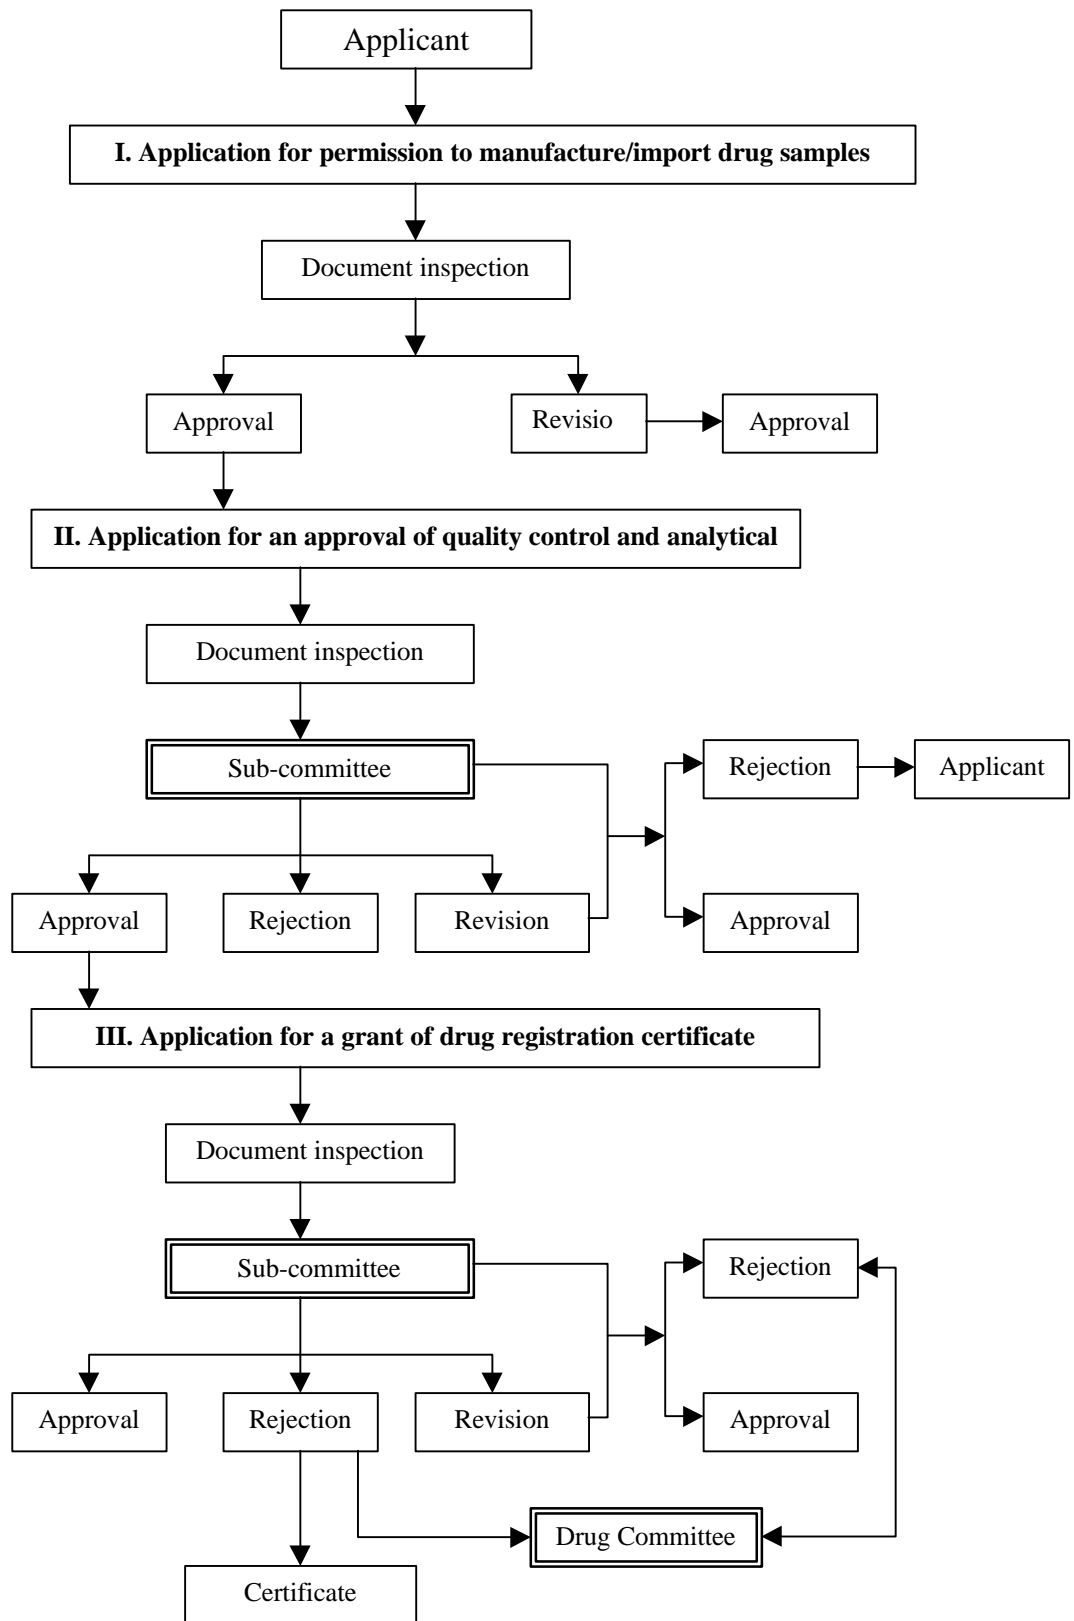 Applicant
I. Application for permission to manufacture/import drug samples
Document inspection
Approval
Revisio
Approval
II. Application for an approval of quality control and analytical
Document inspection
Sub-committee
Rejection
Applicant
Approval
Rejection
Revision
Approval
III. Application for a grant of drug registration certificate
Document inspection
Sub-committee
Rejection
Approval
Rejection
Revision
Approval
Drug Committee
Certificate